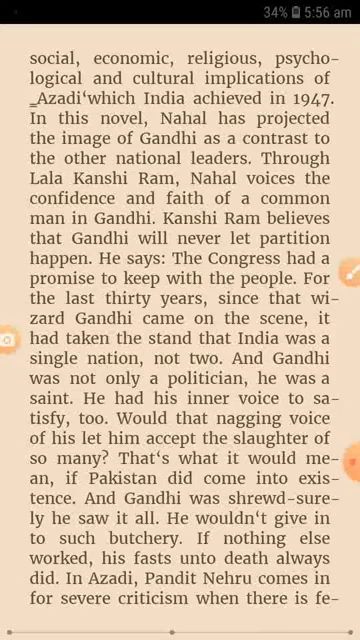 34% 5:56 am
social, economic, religious, psycho-
logical and cultural implications of
‗Azadi‘which India achieved in 1947.
In this novel, Nahal has projected
the image of Gandhi as a contrast to
the other national leaders. Through
Lala Kanshi Ram, Nahal voices the
confidence and faith of a common
man in Gandhi. Kanshi Ram believes
that Gandhi will never let partition
happen. He says: The Congress had a
promise to keep with the people. For
the last thirty years, since that wi-
zard Gandhi came on the scene, it
had taken the stand that India was a
single nation, not two. And Gandhi
was not only a politician, he was a
saint. He had his inner voice to sa-
tisfy, too. Would that nagging voice
of his let him accept the slaughter of
so many? That‘s what it would me-
an, if Pakistan did come into exis-
tence. And Gandhi was shrewd-sure-
ly he saw it all. He wouldn‘t give in
to such butchery. If nothing else
worked, his fasts unto death always
did. In Azadi, Pandit Nehru comes in
for severe criticism when there is fe-